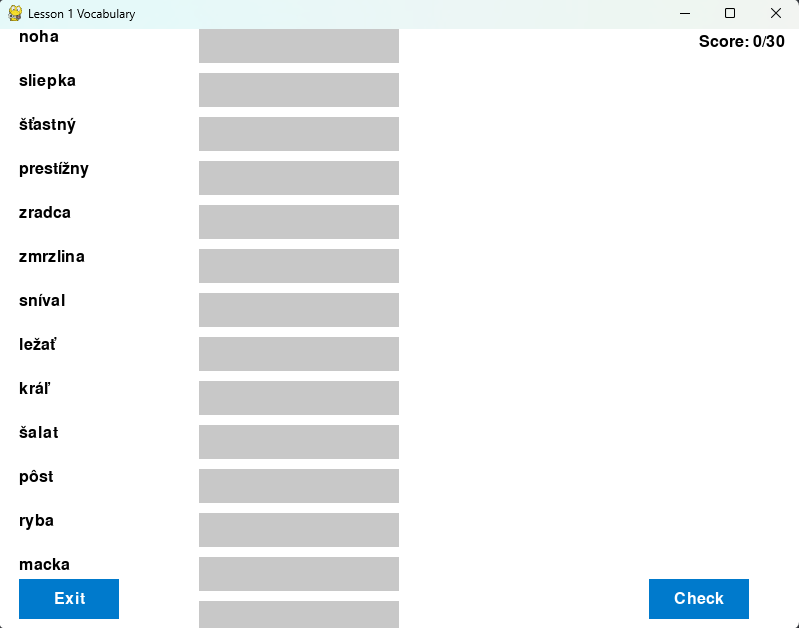 Lesson 1 Vocabulary
noha
Score: 0/30
sliepka
šťastný
prestížny
zradca
zmrzlina
sníval
ležať
kráľ
šalat
pôst
ryba
macka
Exit
Check